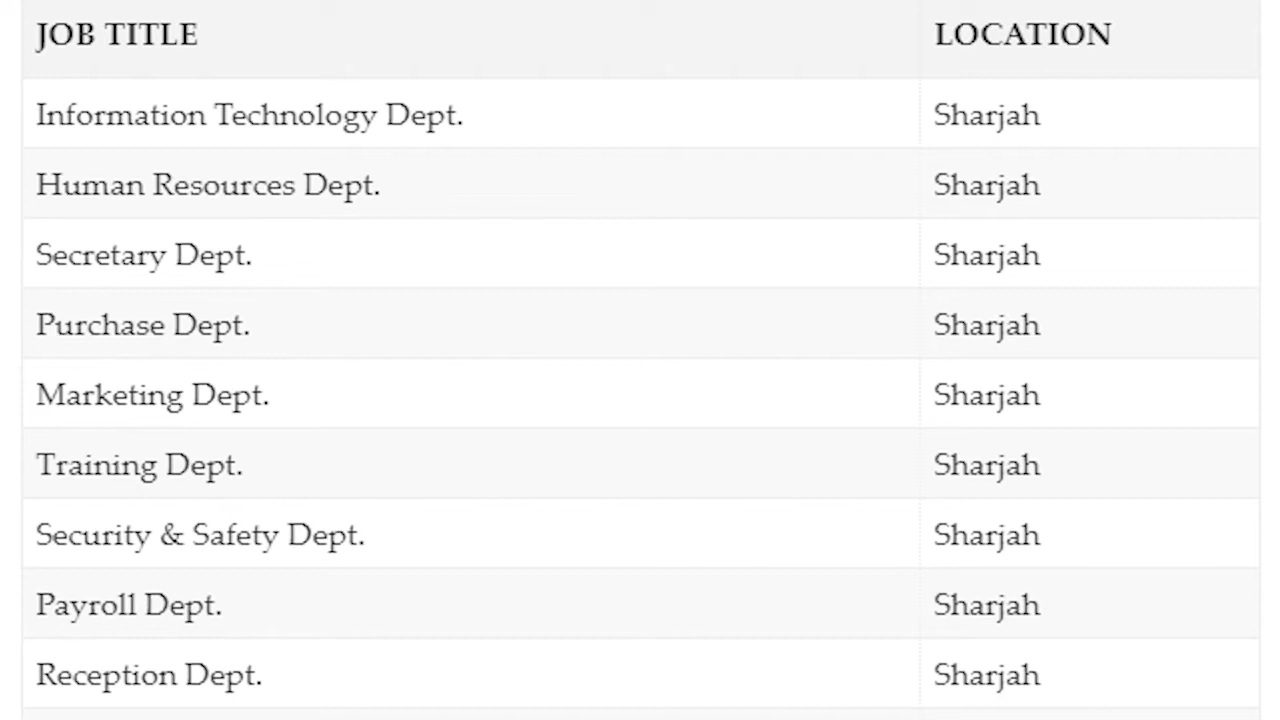 JOB TITLE LOCATION
Information Technology Dept. Sharjah
Human Resources Dept. Sharjah
Secretary Dept. Sharjah
Purchase Dept. Sharjah
Marketing Dept. Sharjah
Training Dept. Sharjah
Security & Safety Dept. Sharjah
Payroll Dept. Sharjah
Reception Dept. Sharjah